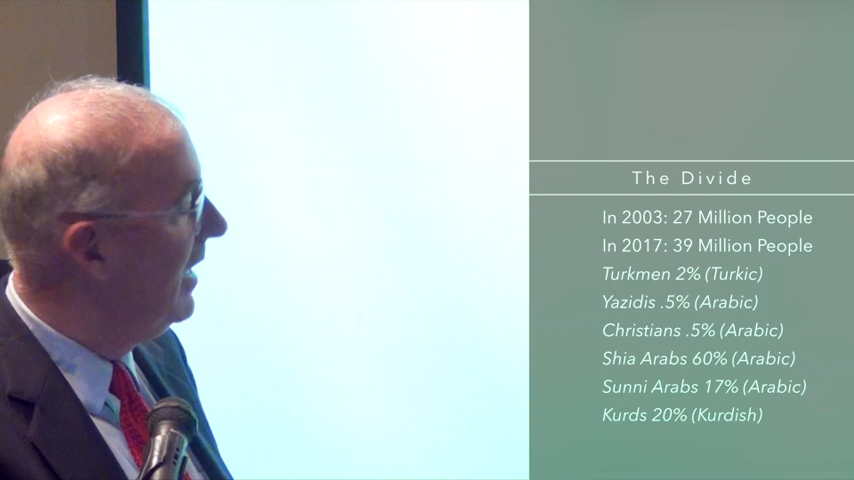 The Divide
In 2003: 27 Million People
In 2017: 39 Million People
Turkmen 2% (Turkic)
Yazidis .5% (Arabic)
Christians .5% (Arabic)
Shia Arabs 60% (Arabic)
Sunni Arabs 17% (Arabic)
Kurds 20% (Kurdish)